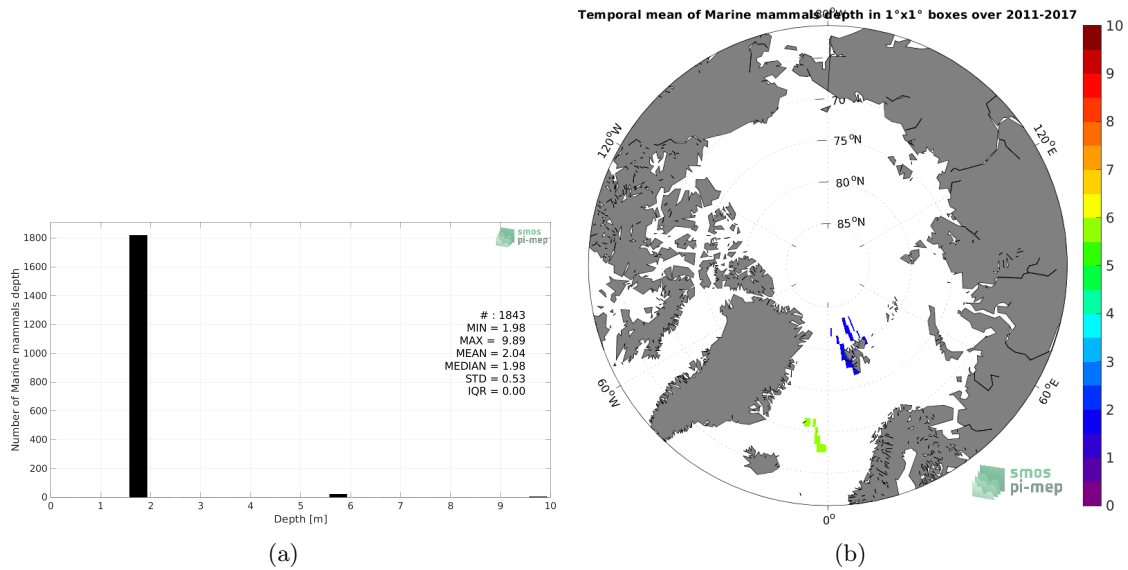 Number of Marine mammals depth
1800
1600
1400
1200
1000
800
600
400
200
0
smos
pi-mep
# : 1843
MIN = 1.98
MAX = 9.89
MEAN = 2.04
MEDIAN = 1.98
STD = 0.53
IQR = 0.00
0 1 2 3 4 5 6 7 8 9 10
Depth [m]
(a)
Temporal mean of Marine mammals depth in 1°x1° boxes over 2011-2017
180°W
120°W
120°E
60°W
60°E
0°
70°N
75°N
80°N
85°N
10
9
8
7
6
5
4
3
2
1
0
smos
pi-mep
(b)